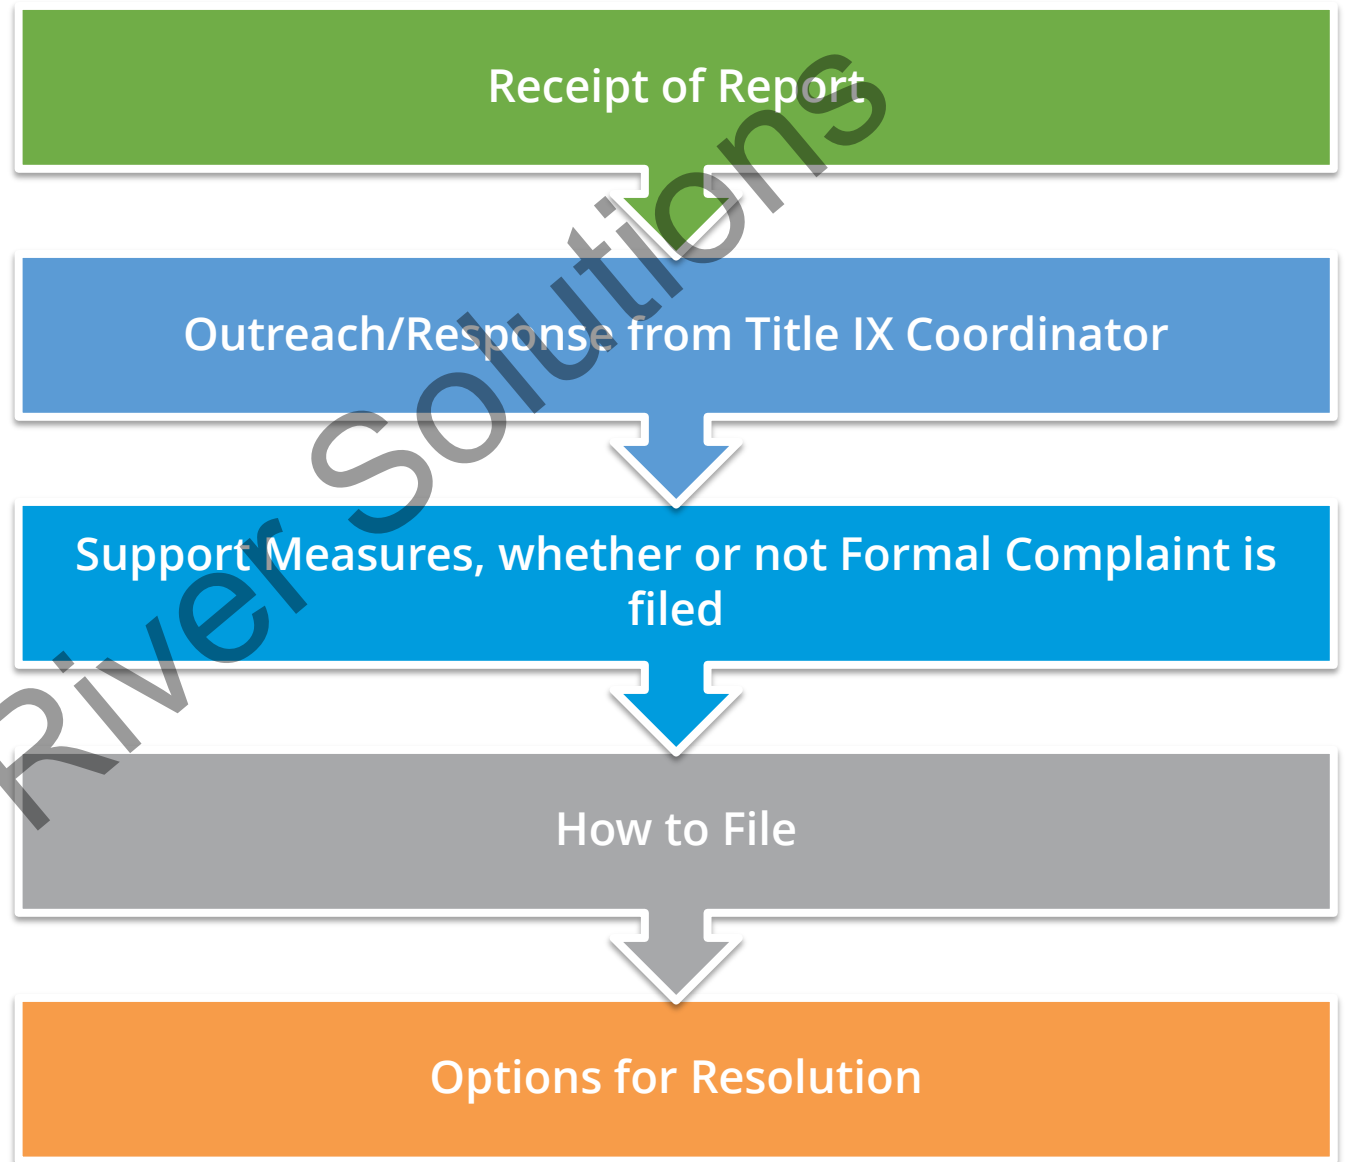 Receipt of Report
Outreach/Response from Title IX Coordinator
Support Measures, whether or not Formal Complaint is
filed
How to File
Options for Resolution
River Solutions